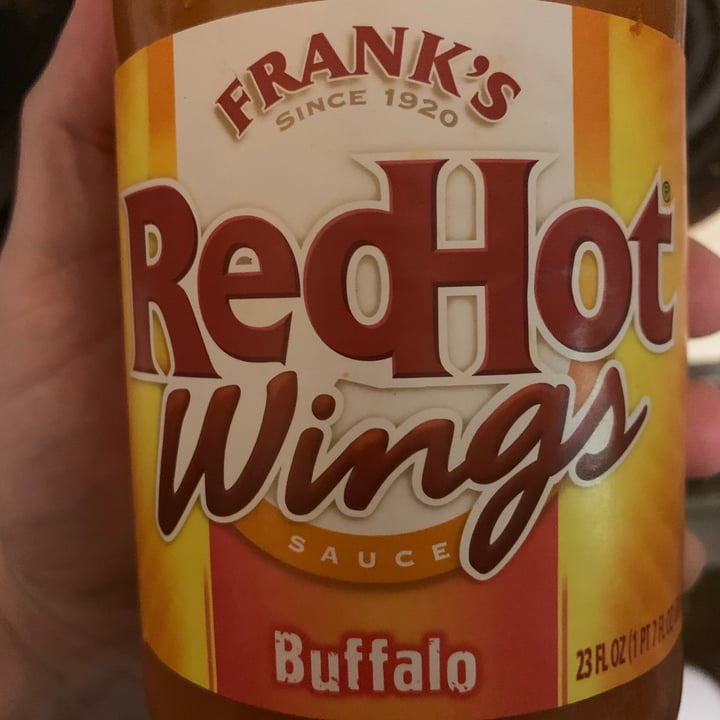 FRANK'S
SINCE 1920
RedHot®
Wings
SAUCE
Buffalo
23 FL OZ (1 PT 7 FL OZ